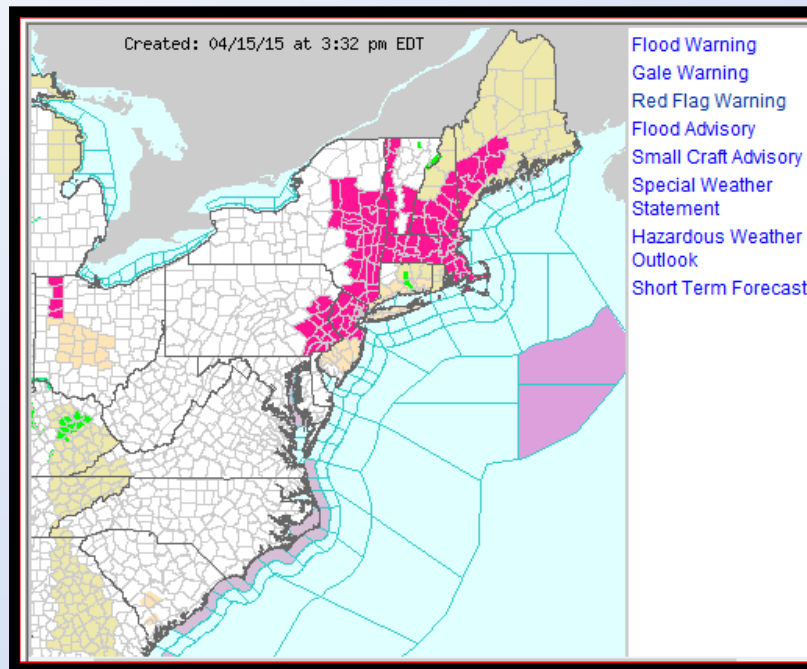 Created: 04/15/15 at 3:32 pm EDT
Flood Warning
Gale Warning
Red Flag Warning
Flood Advisory
Small Craft Advisory
Special Weather
Statement
Hazardous Weather
Outlook
Short Term Forecast